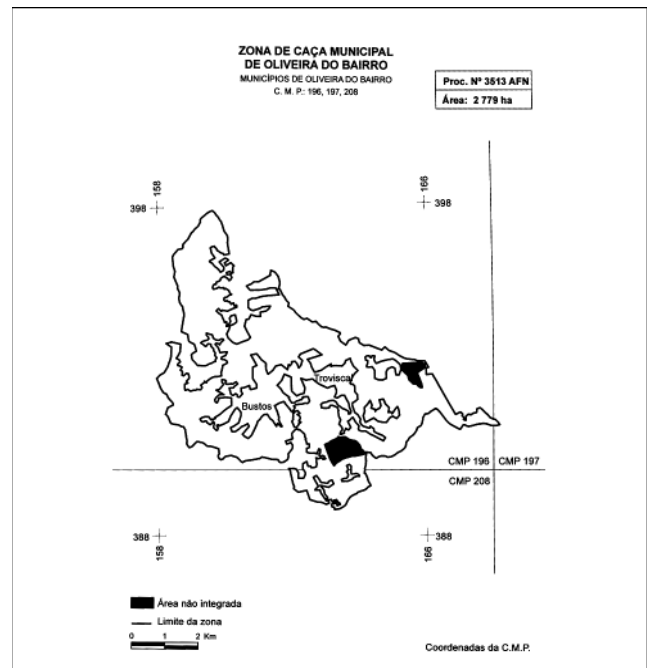 ZONA DE CAÇA MUNICIPAL
DE OLIVEIRA DO BAIRRO
MUNICÍPIOS DE OLIVEIRA DO BAIRRO
C. M. P.: 196, 197, 208
Proc. Nº 3513 AFN
Área: 2 779 ha
158
166
398
398
Trovisca
Bustos
CMP 196
CMP 197
CMP 208
388
388
158
166
Área não integrada
Limite da zona
0 1 2 Km
Coordenadas da C.M.P.